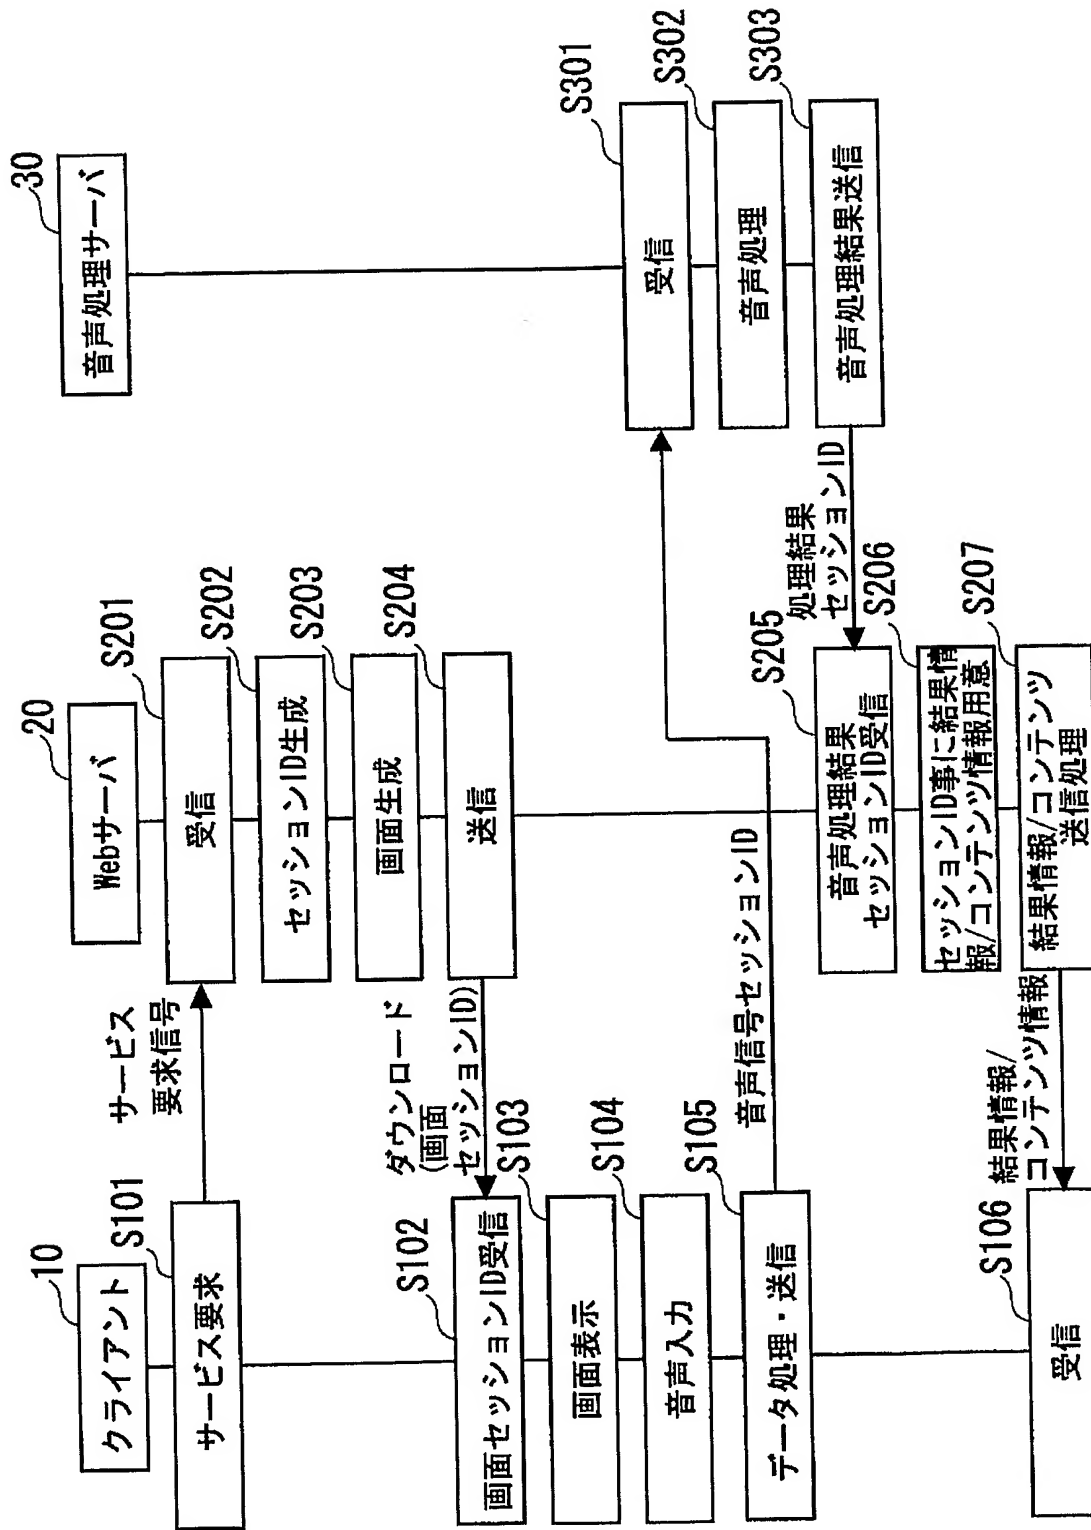 10
クライアント
S101
サービス要求
サービス
要求信号
20
Webサーバ
S201
受信
S202
セッションID生成
S203
画面生成
S204
送信
ダウンロード
(画面
セッションID)
S102
画面セッションID受信
S103
画面表示
S104
音声入力
S105
データ処理・送信
音声信号セッションID
30
音声処理サーバ
S301
受信
S302
音声処理
S303
音声処理結果送信
処理結果
セッションID
S205
音声処理結果
セッションID受信
S206
セッションID事に結果情
報/コンテンツ情報用意
S207
結果情報/コンテンツ
送信処理
結果情報/
コンテンツ情報
S106
受信